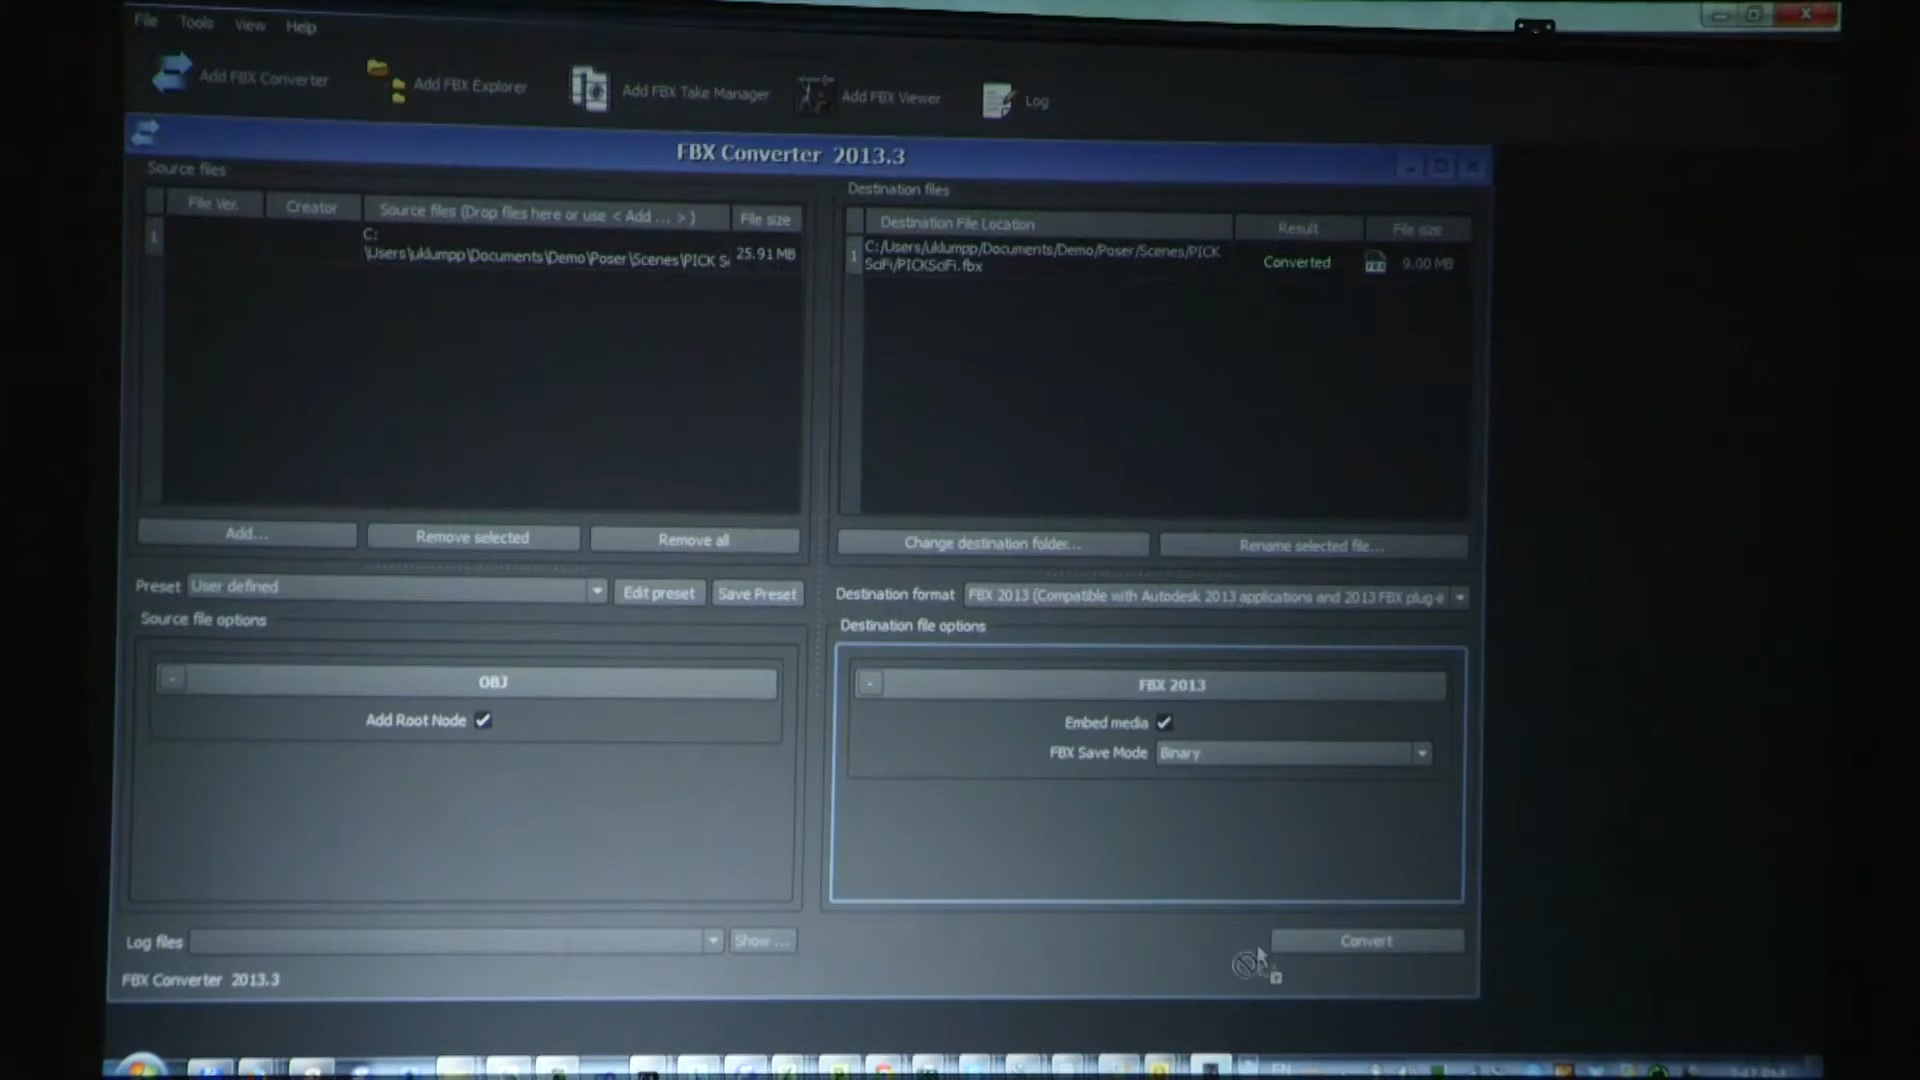 File Tools View Help
Add FBX Converter Add FBX Explorer Add FBX Take Manager Add FBX Viewer Log
FBX Converter 2013.3
Source files
File Ver. Creator Source files (Drop files here or use < Add ... > ) File size
1
C:
\Users\uklumpp\Documents\Demo\Poser\Scenes\PICK S
25.91 MB
Add...
Remove selected
Remove all
Preset User defined
Edit preset
Save Preset
Source file options
- OBJ
Add Root Node
Destination files
Destination File Location Result File size
1
C:/Users/uklumpp/Documents/Demo/Poser/Scenes/PICK
SciFi/PICKSciFi.fbx
Converted
9.00 MB
Change destination folder...
Rename selected file...
Destination format FBX 2013 (Compatible with Autodesk 2013 applications and 2013 FBX plug-
Destination file options
- FBX 2013
Embed media
FBX Save Mode Binary
Log files
Show ...
Convert
FBX Converter 2013.3
EN